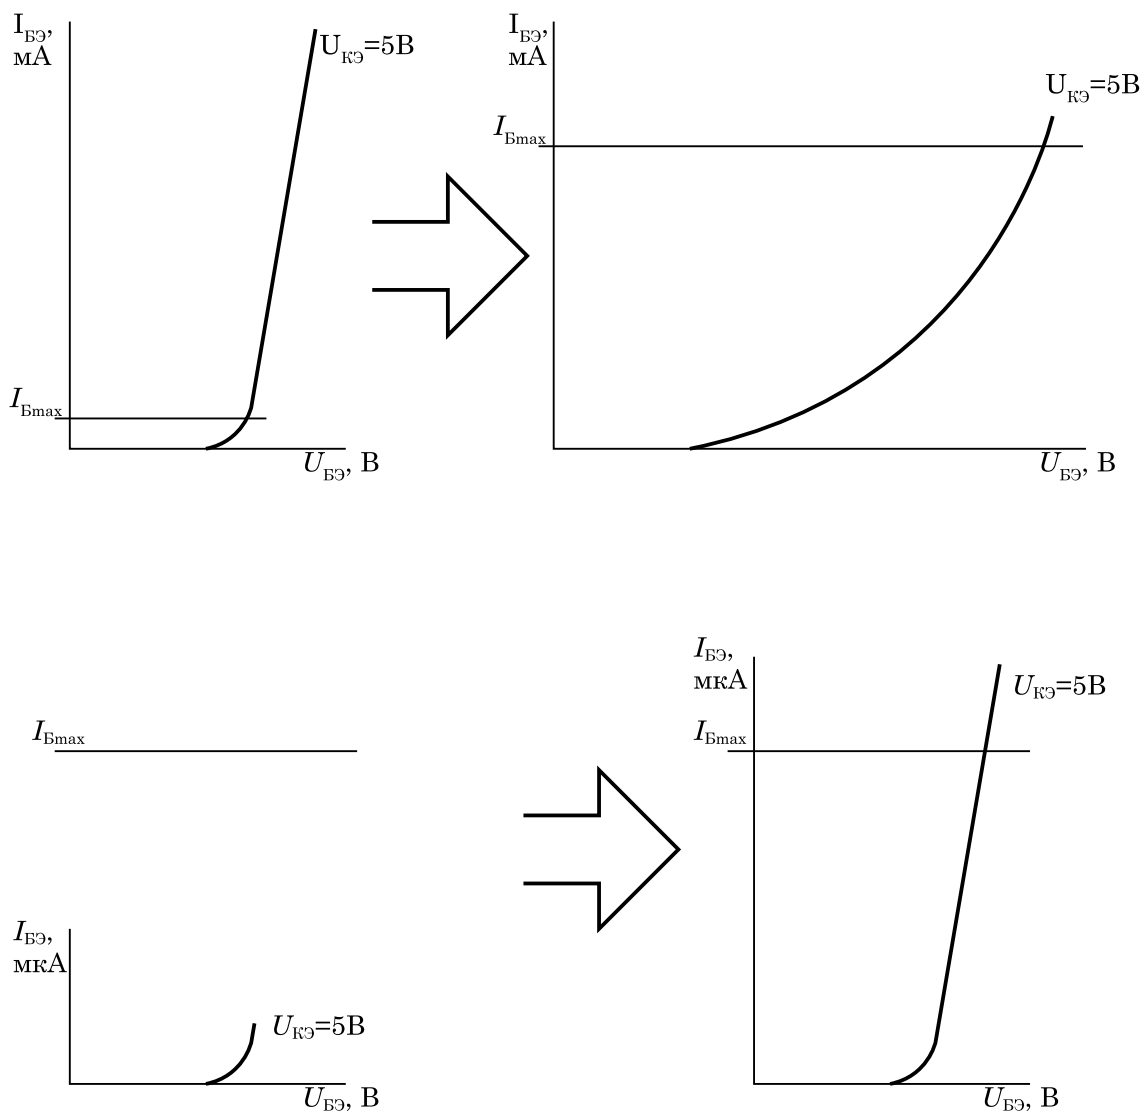 IБЭ,
мА
UКЭ=5В
IБmax
UБЭ, В
IБЭ,
мА
UКЭ=5В
IБmax
UБЭ, В
IБmax
IБЭ,
мкА
UКЭ=5В
UБЭ, В
IБЭ,
мкА
UКЭ=5В
IБmax
UБЭ, В